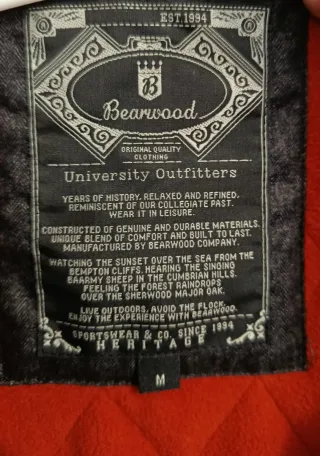 EST. 1994
B
Bearwood
ORIGINAL QUALITY
CLOTHING
University Outfitters
YEARS OF HISTORY. RELAXED AND REFINED.
REMINISCENT OF OUR COLLEGIATE PAST.
WEAR IT IN LEISURE.
CONSTRUCTED OF GENUINE AND DURABLE MATERIALS.
UNIQUE BLEND OF COMFORT AND BUILT TO LAST.
MANUFACTURED BY BEARWOOD COMPANY.
WATCHING THE SUNSET OVER THE SEA FROM THE
BEMPTON CLIFFS. HEARING THE SINGING
BAARMY SHEEP IN THE CUMBRIAN HILLS.
FEELING THE FOREST RAINDROPS
OVER THE SHERWOOD MAJOR OAK.
LIVE OUTDOORS. AVOID THE FLOCK.
ENJOY THE EXPERIENCE WITH BEARWOOD.
SPORTSWEAR & CO. SINCE 1994
HERITAGE
M